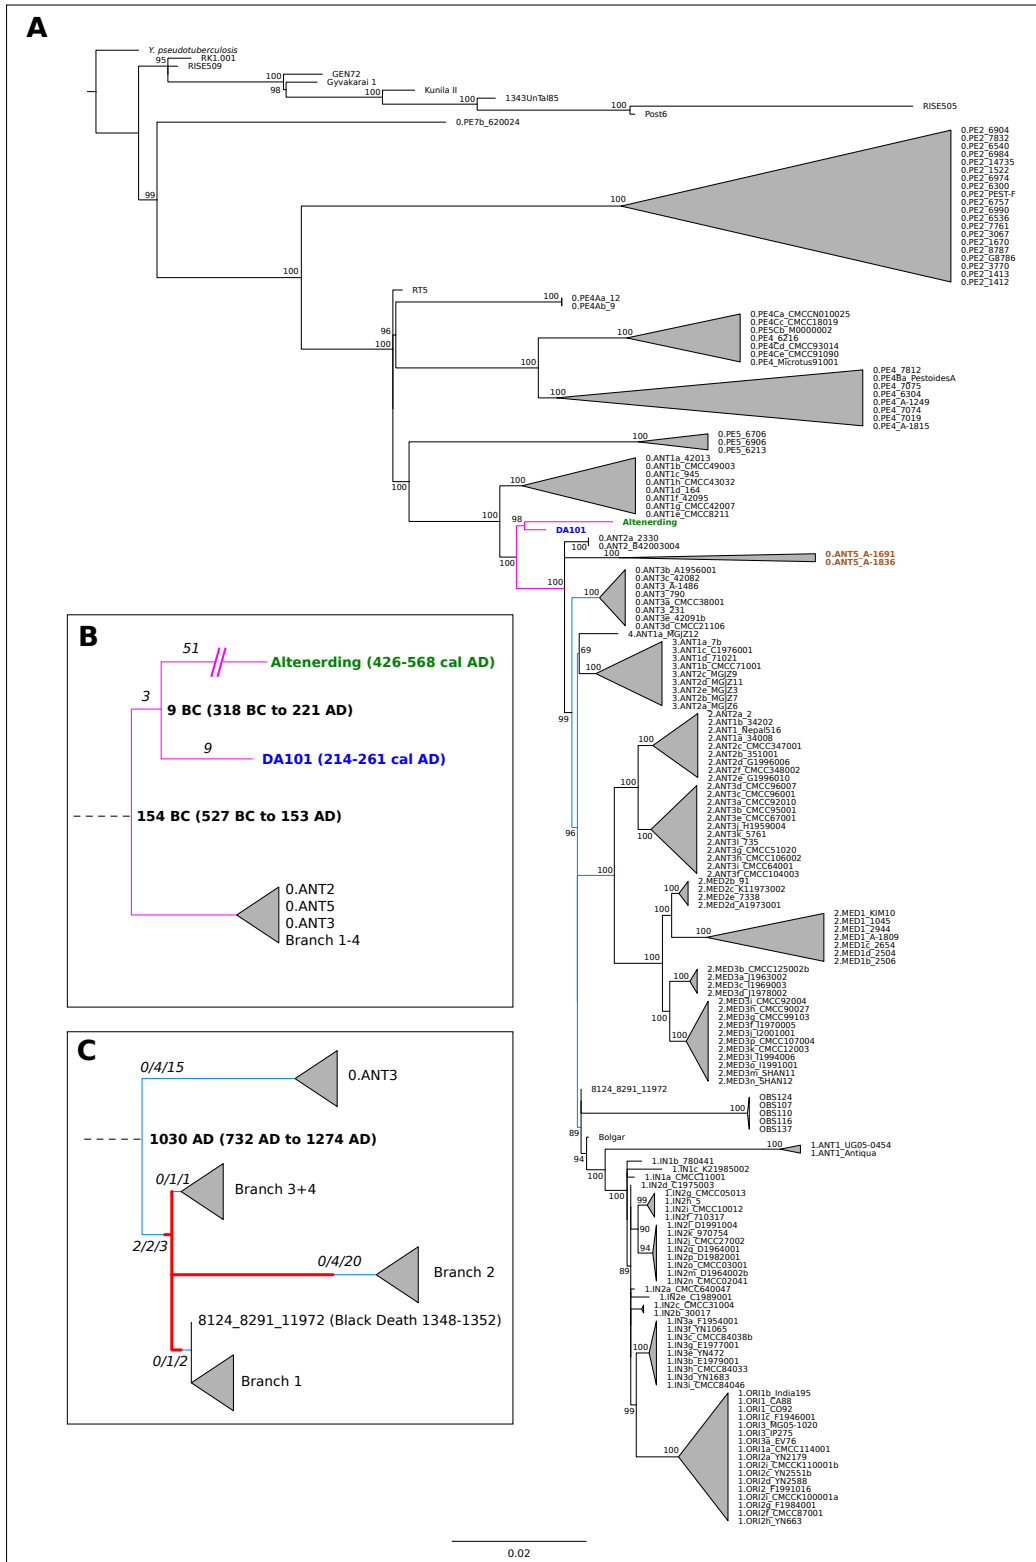 A
Y. pseudotuberculosis
95
RK1.001
RISE509
100
GEN72
98
Gyvakarai 1
100
Kunila II
100
1343UnTal85
100
RISE505
Post6
0.PE7b_620024
99
100
0.PE2_6904
0.PE2_7832
0.PE2_6540
0.PE2_6984
0.PE2_14735
0.PE2_1522
0.PE2_6974
0.PE2_6300
0.PE2_PEST-F
0.PE2_6757
0.PE2_6990
0.PE2_6536
0.PE2_7761
0.PE2_3067
0.PE2_1670
0.PE2_8787
0.PE2_G8786
0.PE2_3770
0.PE2_1413
0.PE2_1412
100
RT5
100
0.PE4Aa_12
0.PE4Ab_9
96
100
100
0.PE4Ca_CMCCN010025
0.PE4Cc_CMCC18019
0.PE5Cb_M0000002
0.PE4_6216
0.PE4Cd_CMCC93014
0.PE4Ce_CMCC91090
0.PE4_Microtus91001
100
100
0.PE4_7812
0.PE4Ba_PestoidesA
0.PE4_7075
0.PE4_6304
0.PE4_A-1249
0.PE4_7074
0.PE4_7019
0.PE4_A-1815
100
0.PE5_6706
0.PE5_6906
0.PE5_6213
100
100
0.ANT1a_42013
0.ANT1b_CMCC49003
0.ANT1c_945
0.ANT1h_CMCC43032
0.ANT1d_164
0.ANT1f_42095
0.ANT1g_CMCC42007
0.ANT1e_CMCC8211
100
98
Altenerding
DA101
100
100
0.ANT2a_2330
0.ANT2_B42003004
100
0.ANT5_A-1691
0.ANT5_A-1836
100
0.ANT3b_A1956001
0.ANT3c_42082
0.ANT3_A-1486
0.ANT3_790
0.ANT3a_CMCC38001
0.ANT3_231
0.ANT3e_42091b
0.ANT3d_CMCC21106
100
4.ANT1a_MGJZ12
69
100
3.ANT1a_7b
3.ANT1c_C1976001
3.ANT1d_71021
3.ANT1b_CMCC71001
3.ANT2c_MGJZ9
3.ANT2d_MGJZ11
3.ANT2e_MGJZ3
3.ANT2b_MGJZ7
3.ANT2a_MGJZ6
99
100
2.ANT2a_2
2.ANT1b_34202
2.ANT1_Nepal516
2.ANT1a_34008
2.ANT2c_CMCC347001
2.ANT2b_351001
2.ANT2d_G1996006
2.ANT2f_CMCC348002
2.ANT2e_G1996010
100
2.ANT3d_CMCC96007
2.ANT3c_CMCC96001
2.ANT3a_CMCC92010
2.ANT3b_CMCC95001
2.ANT3e_CMCC67001
2.ANT3j_H1959004
2.ANT3k_5761
2.ANT3l_735
2.ANT3g_CMCC51020
2.ANT3h_CMCC106002
2.ANT3i_CMCC64001
2.ANT3f_CMCC104003
100
96
100
100
2.MED2b_91
2.MED2c_K11973002
2.MED2e_7338
2.MED2d_A1973001
100
100
2.MED1_KIM10
2.MED1_1045
2.MED1_2944
2.MED1_A-1809
2.MED1c_2654
2.MED1d_2504
2.MED1b_2506
100
100
2.MED3b_CMCC125002b
2.MED3a_J1963002
2.MED3c_I1969003
2.MED3d_J1978002
100
100
2.MED3i_CMCC92004
2.MED3h_CMCC90027
2.MED3g_CMCC99103
2.MED3f_I1970005
2.MED3j_I2001001
2.MED3p_CMCC107004
2.MED3k_CMCC12003
2.MED3l_I1994006
2.MED3o_I1991001
2.MED3m_SHAN11
2.MED3n_SHAN12
8124_8291_11972
100
OBS124
OBS107
OBS110
OBS116
OBS137
89
Bolgar
94
100
1.ANT1_UG05-0454
1.ANT1_Antiqua
100
1.IN1b_780441
1.IN1c_K21985002
1.IN1a_CMCC11001
1.IN2d_C1975003
99
1.IN2g_CMCC05013
1.IN2h_5
1.IN2i_CMCC10012
1.IN2f_710317
90
94
1.IN2l_D1991004
1.IN2k_970754
1.IN2j_CMCC27002
1.IN2q_D1964001
1.IN2p_D1982001
1.IN2o_CMCC03001
1.IN2m_D1964002b
1.IN2n_CMCC02041
89
1.IN2a_CMCC640047
1.IN2e_C1989001
1.IN2c_CMCC31004
1.IN2b_30017
100
1.IN3a_F1954001
1.IN3f_YN1065
1.IN3c_CMCC84038b
1.IN3g_E1977001
1.IN3e_YN472
1.IN3b_E1979001
1.IN3h_CMCC84033
1.IN3d_YN1683
1.IN3i_CMCC84046
99
100
1.ORI1b_India195
1.ORI1_CA88
1.ORI1_CO92
1.ORI1c_F1946001
1.ORI3_MG05-1020
1.ORI3_IP275
1.ORI3a_EV76
1.ORI1a_CMCC114001
1.ORI2a_YN2179
1.ORI2i_CMCCK110001b
1.ORI2c_YN2551b
1.ORI2d_YN2588
1.ORI2_F1991016
1.ORI2i_CMCCK100001a
1.ORI2g_F1984001
1.ORI2f_CMCC87001
1.ORI2h_YN663
0.02
B
51
Altenerding (426-568 cal AD)
3
9 BC (318 BC to 221 AD)
9
DA101 (214-261 cal AD)
154 BC (527 BC to 153 AD)
0.ANT2
0.ANT5
0.ANT3
Branch 1-4
C
0/4/15
0.ANT3
1030 AD (732 AD to 1274 AD)
0/1/1
Branch 3+4
2/2/3
0/4/20
Branch 2
8124_8291_11972 (Black Death 1348-1352)
0/1/2
Branch 1